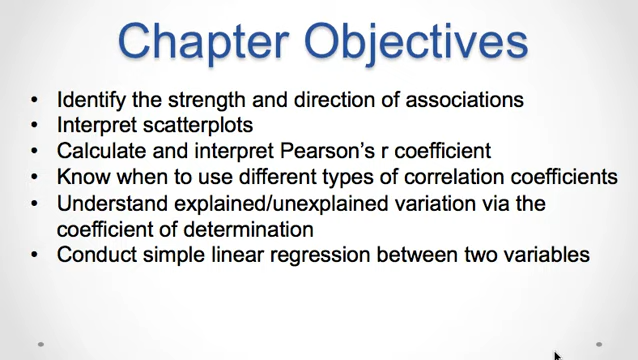 Chapter Objectives
• Identify the strength and direction of associations
• Interpret scatterplots
• Calculate and interpret Pearson's r coefficient
• Know when to use different types of correlation coefficients
• Understand explained/unexplained variation via the
coefficient of determination
• Conduct simple linear regression between two variables